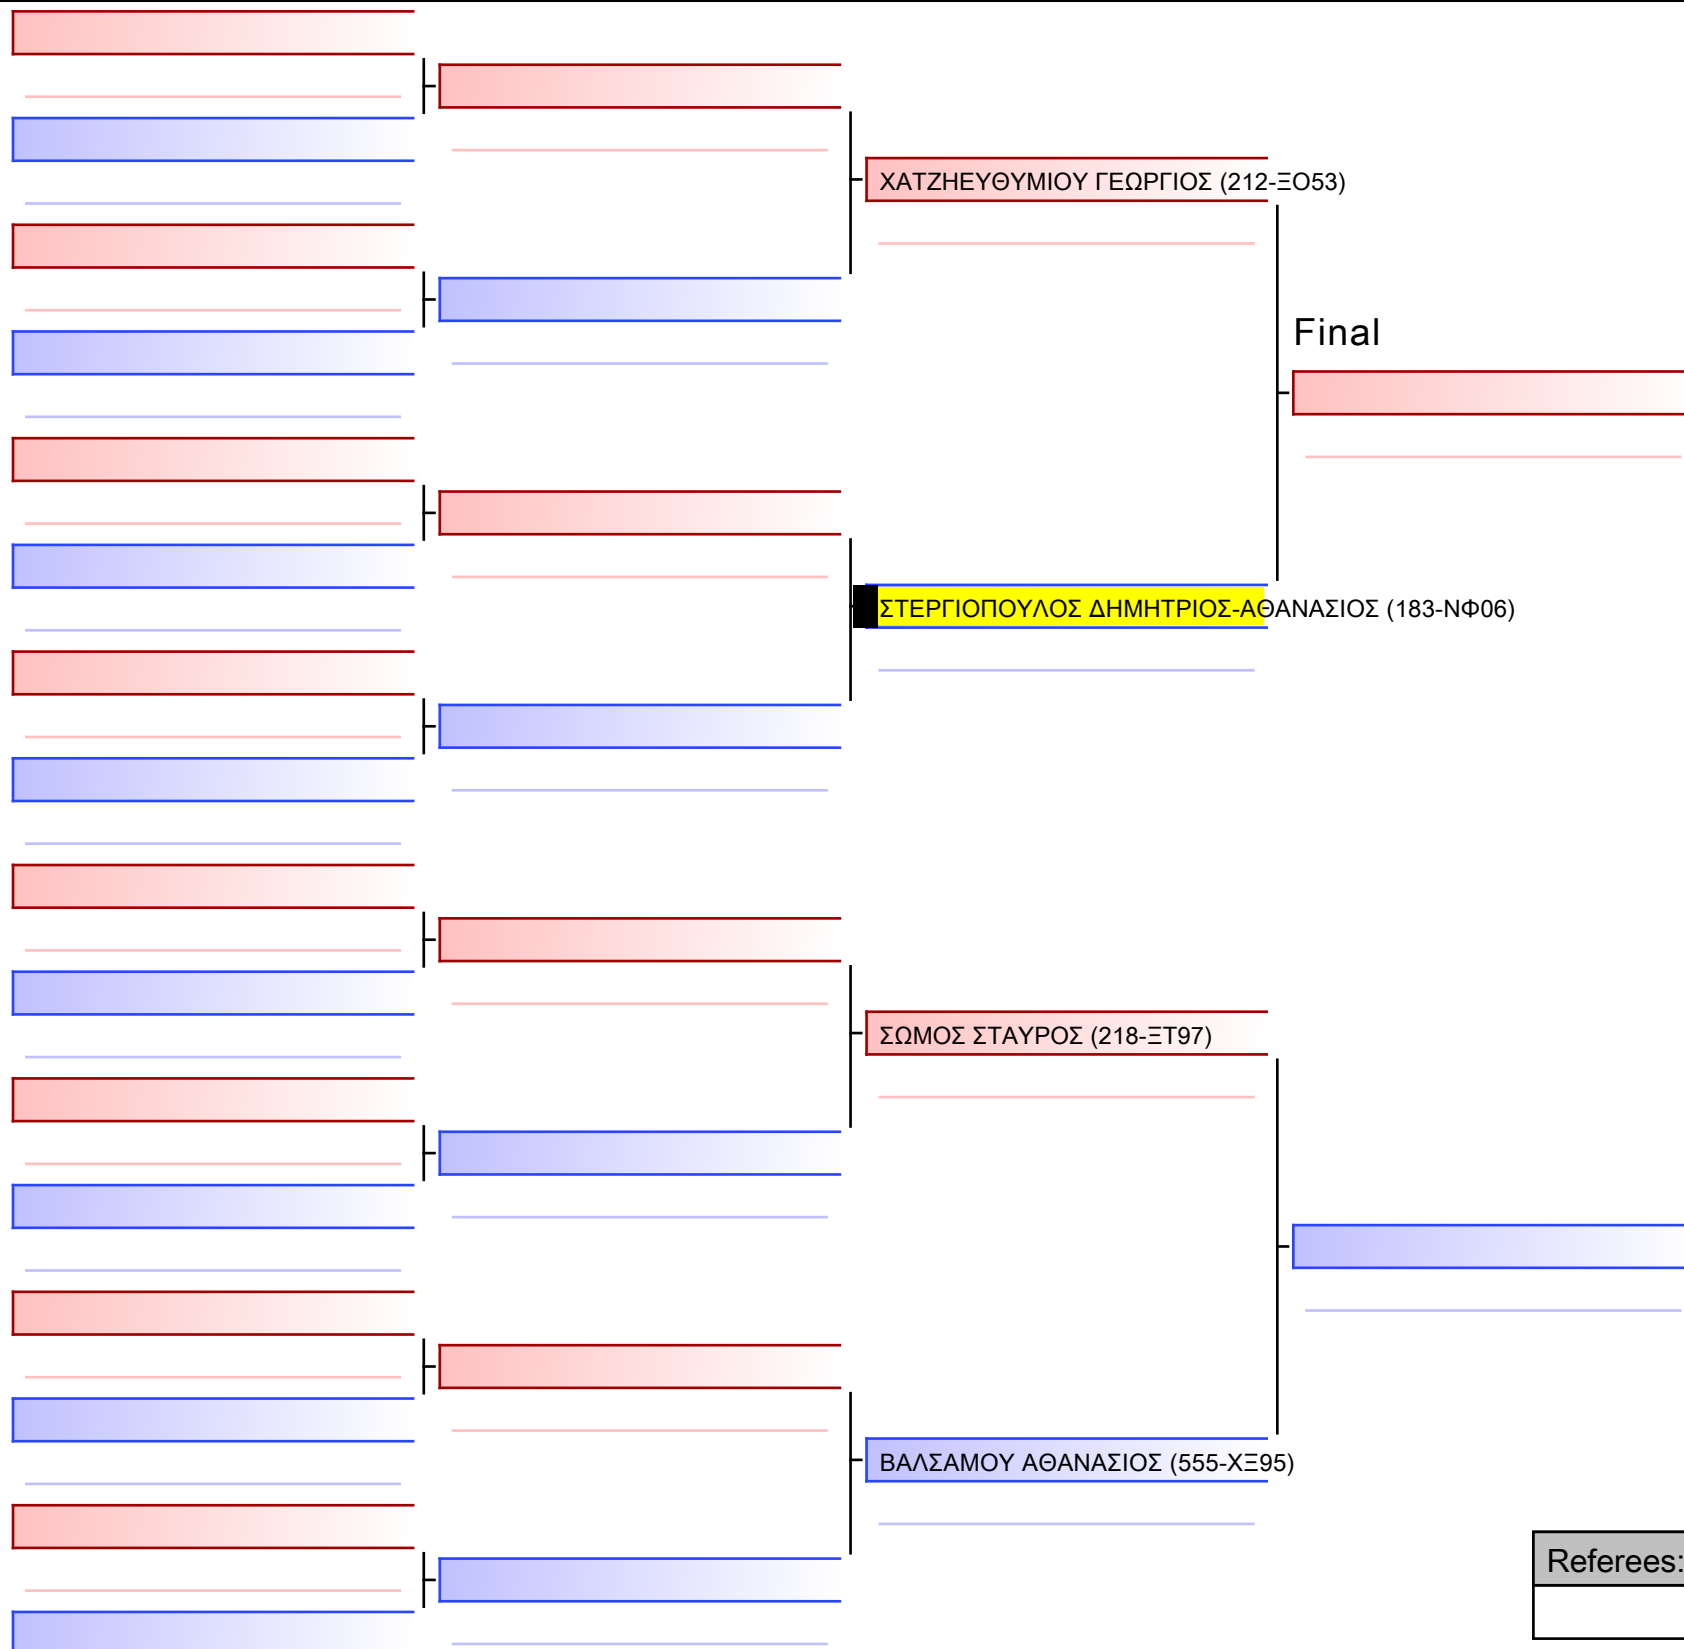 ΧΑΤΖΗΕΥΘΥΜΙΟΥ ΓΕΩΡΓΙΟΣ (212-ΞΟ53)
Final
ΣΤΕΡΓΙΟΠΟΥΛΟΣ ΔΗΜΗΤΡΙΟΣ-ΑΘΑΝΑΣΙΟΣ (183-ΝΦ06)
ΣΩΜΟΣ ΣΤΑΥΡΟΣ (218-ΞΤ97)
ΒΑΛΣΑΜΟΥ ΑΘΑΝΑΣΙΟΣ (555-ΧΞ95)
Referees: